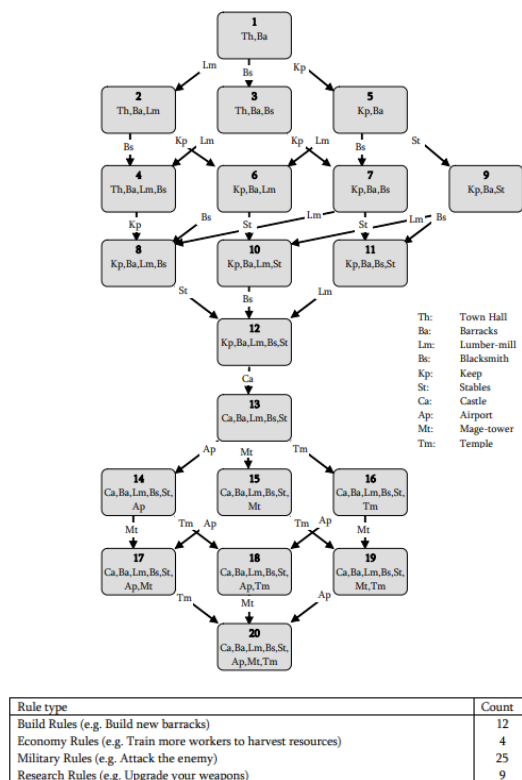 1
Th,Ba
Lm
Bs
Kp
2
Th,Ba,Lm
3
Th,Ba,Bs
5
Kp,Ba
Bs
Kp
Lm
Kp
Lm
Bs
St
4
Th,Ba,Lm,Bs
6
Kp,Ba,Lm
7
Kp,Ba,Bs
9
Kp,Ba,St
Kp
Bs
St
Lm
St
Lm
Bs
8
Kp,Ba,Lm,Bs
10
Kp,Ba,Lm,St
11
Kp,Ba,Bs,St
St
Bs
Lm
12
Kp,Ba,Lm,Bs,St
Ca
13
Ca,Ba,Lm,Bs,St
Th: Town Hall
Ba: Barracks
Lm: Lumber-mill
Bs: Blacksmith
Kp: Keep
St: Stables
Ca: Castle
Ap: Airport
Mt: Mage-tower
Tm: Temple
Ap
Mt
Tm
14
Ca,Ba,Lm,Bs,St,
Ap
15
Ca,Ba,Lm,Bs,St,
Mt
16
Ca,Ba,Lm,Bs,St,
Tm
Mt
Tm
Ap
Tm
Ap
Mt
17
Ca,Ba,Lm,Bs,St,
Ap,Mt
18
Ca,Ba,Lm,Bs,St,
Ap,Tm
19
Ca,Ba,Lm,Bs,St,
Mt,Tm
Tm
Mt
Ap
20
Ca,Ba,Lm,Bs,St,
Ap,Mt,Tm
Rule type Count
Build Rules (e.g. Build new barracks) 12
Economy Rules (e.g. Train more workers to harvest resources) 4
Military Rules (e.g. Attack the enemy) 25
Research Rules (e.g. Upgrade your weapons) 9